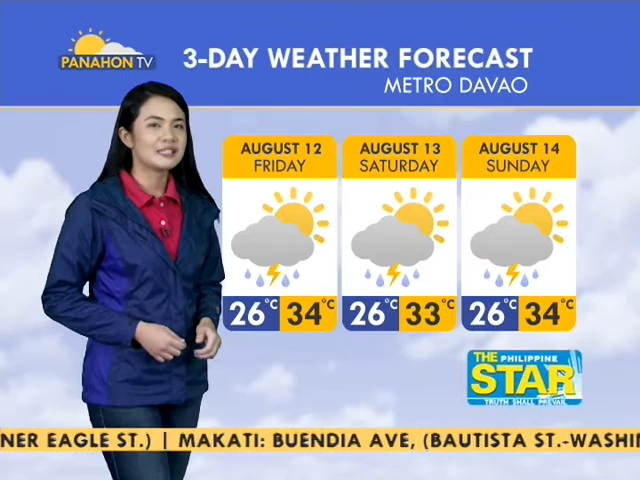 PANAHON TV
3-DAY WEATHER FORECAST
METRO DAVAO
AUGUST 12
FRIDAY
26°C 34°C
AUGUST 13
SATURDAY
26°C 33°C
AUGUST 14
SUNDAY
26°C 34°C
THE PHILIPPINE
STAR
TRUTH SHALL PREVAIL
NER EAGLE ST.) | MAKATI: BUENDIA AVE, (BAUTISTA ST.-WASHIN